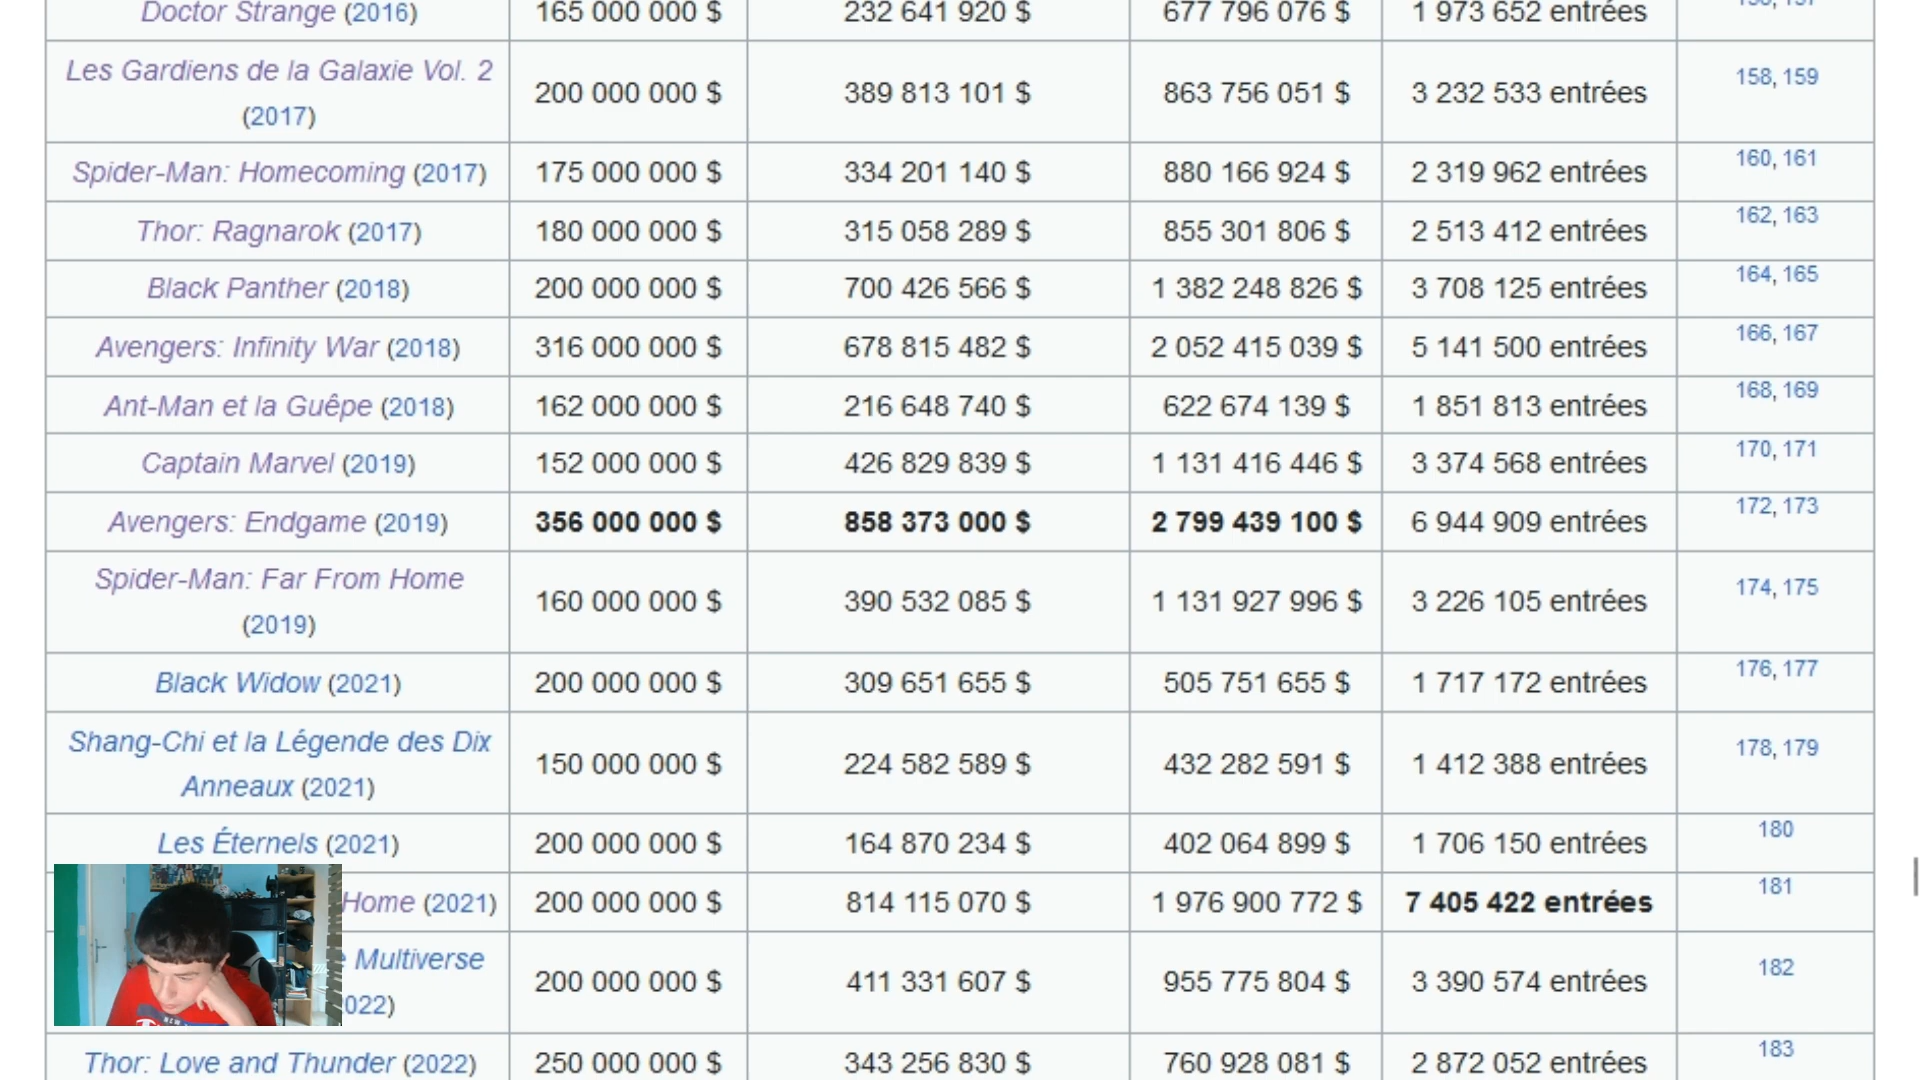 Doctor Strange (2016) 165 000 000 $ 232 641 920 $ 677 796 076 $ 1 973 652 entrées
Les Gardiens de la Galaxie Vol. 2
(2017) 200 000 000 $ 389 813 101 $ 863 756 051 $ 3 232 533 entrées 158, 159
Spider-Man: Homecoming (2017) 175 000 000 $ 334 201 140 $ 880 166 924 $ 2 319 962 entrées 160, 161
Thor: Ragnarok (2017) 180 000 000 $ 315 058 289 $ 855 301 806 $ 2 513 412 entrées 162, 163
Black Panther (2018) 200 000 000 $ 700 426 566 $ 1 382 248 826 $ 3 708 125 entrées 164, 165
Avengers: Infinity War (2018) 316 000 000 $ 678 815 482 $ 2 052 415 039 $ 5 141 500 entrées 166, 167
Ant-Man et la Guêpe (2018) 162 000 000 $ 216 648 740 $ 622 674 139 $ 1 851 813 entrées 168, 169
Captain Marvel (2019) 152 000 000 $ 426 829 839 $ 1 131 416 446 $ 3 374 568 entrées 170, 171
Avengers: Endgame (2019) 356 000 000 $ 858 373 000 $ 2 799 439 100 $ 6 944 909 entrées 172, 173
Spider-Man: Far From Home
(2019) 160 000 000 $ 390 532 085 $ 1 131 927 996 $ 3 226 105 entrées 174, 175
Black Widow (2021) 200 000 000 $ 309 651 655 $ 505 751 655 $ 1 717 172 entrées 176, 177
Shang-Chi et la Légende des Dix
Anneaux (2021) 150 000 000 $ 224 582 589 $ 432 282 591 $ 1 412 388 entrées 178, 179
Les Éternels (2021) 200 000 000 $ 164 870 234 $ 402 064 899 $ 1 706 150 entrées 180
Home (2021) 200 000 000 $ 814 115 070 $ 1 976 900 772 $ 7 405 422 entrées 181
Multiverse
022) 200 000 000 $ 411 331 607 $ 955 775 804 $ 3 390 574 entrées 182
Thor: Love and Thunder (2022) 250 000 000 $ 343 256 830 $ 760 928 081 $ 2 872 052 entrées 183